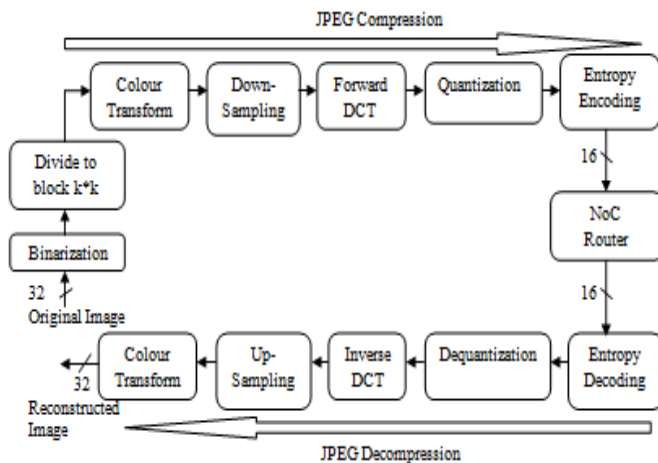 JPEG Compression
Colour
Transform
Down-
Sampling
Forward
DCT
Quantization
Entropy
Encoding
Divide to
block k*k
Binarization
32
Original Image
16
NoC
Router
16
Entropy
Decoding
Dequantization
Inverse
DCT
Up-
Sampling
Colour
Transform
32
Reconstructed
Image
JPEG Decompression